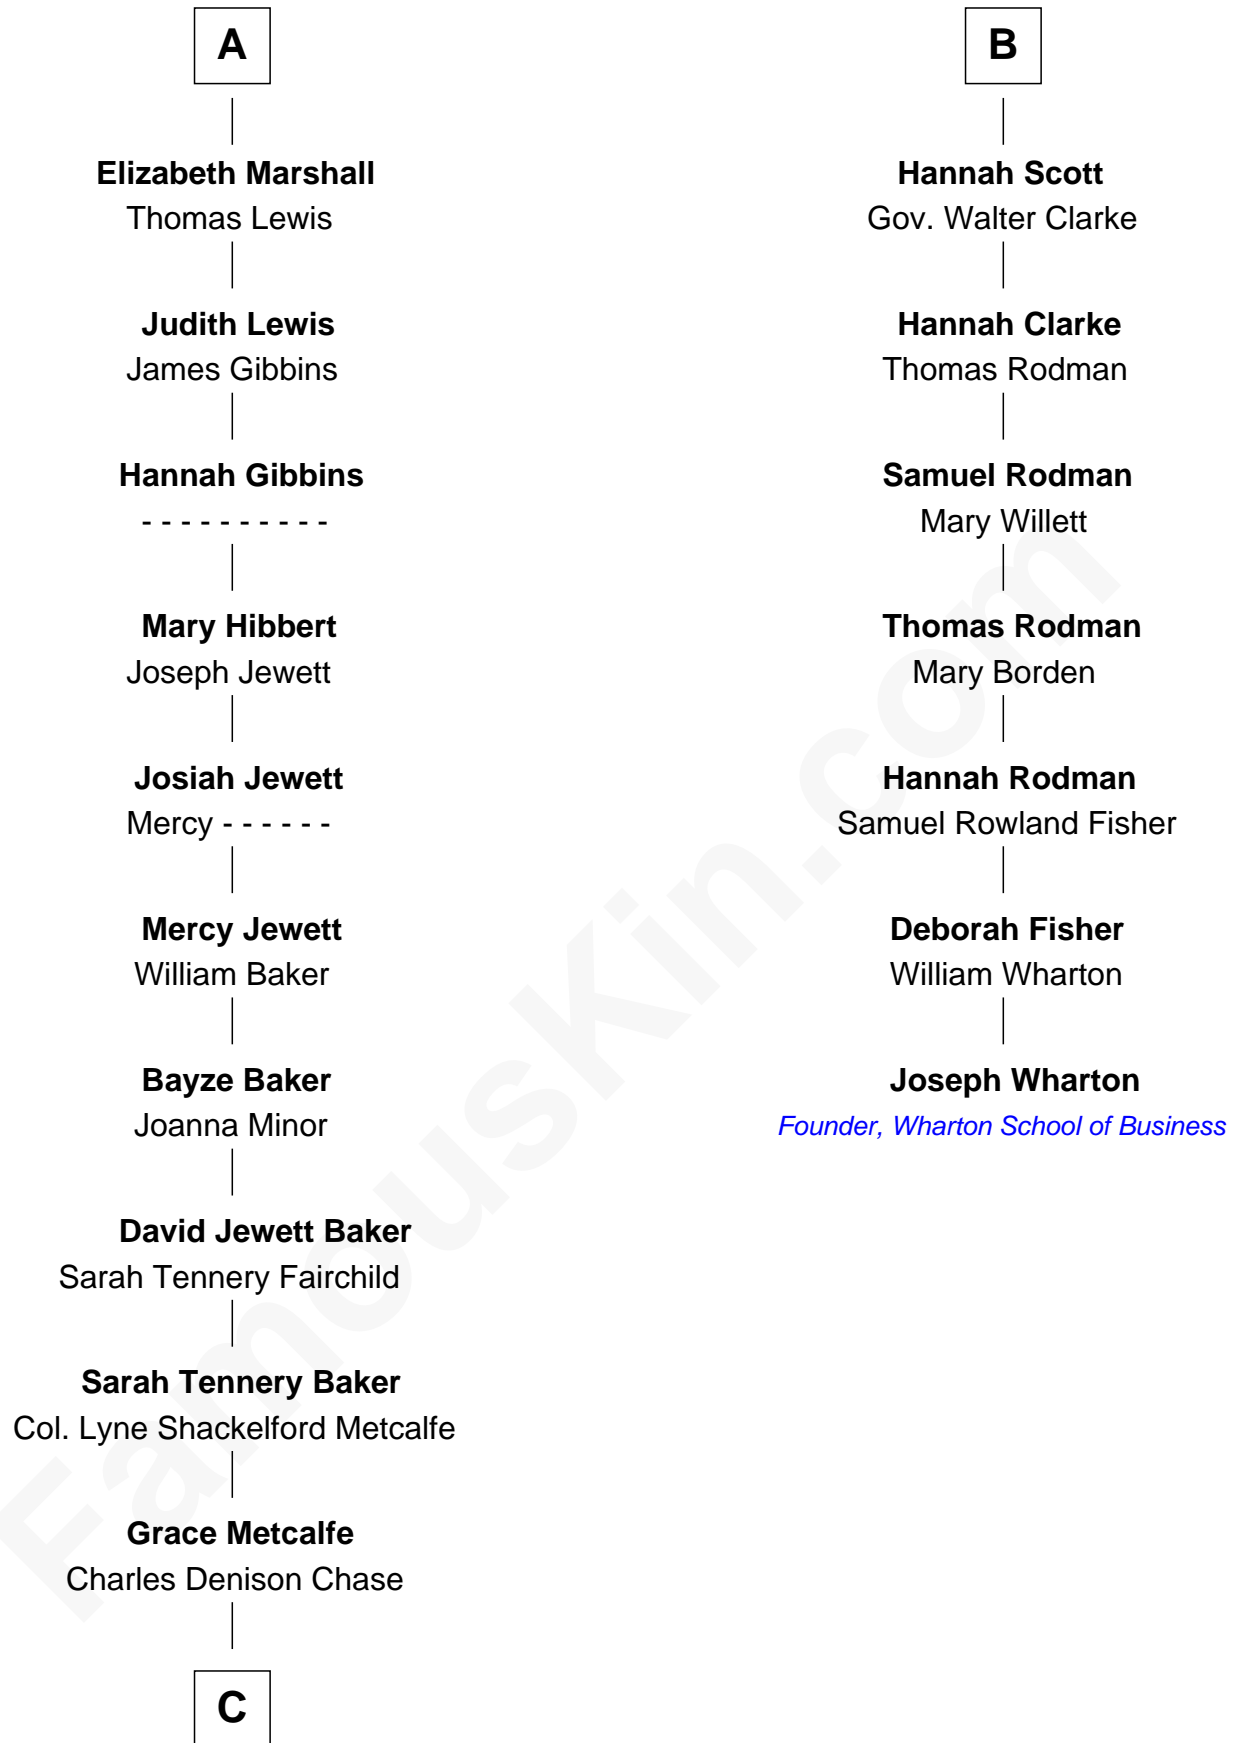 A
Elizabeth Marshall
Thomas Lewis
Judith Lewis
James Gibbins
Hannah Gibbins
- - - - - - - - - -
Mary Hibbert
Joseph Jewett
Josiah Jewett
Mercy - - - - - -
Mercy Jewett
William Baker
Bayze Baker
Joanna Minor
David Jewett Baker
Sarah Tennery Fairchild
Sarah Tennery Baker
Col. Lyne Shackelford Metcalfe
Grace Metcalfe
Charles Denison Chase
C
B
Hannah Scott
Gov. Walter Clarke
Hannah Clarke
Thomas Rodman
Samuel Rodman
Mary Willett
Thomas Rodman
Mary Borden
Hannah Rodman
Samuel Rowland Fisher
Deborah Fisher
William Wharton
Joseph Wharton
Founder, Wharton School of Business
FamousKin.com